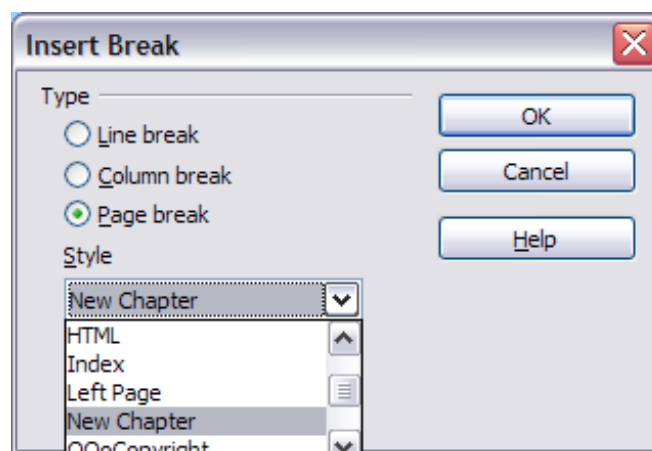 Insert Break
Type
Line break
Column break
Page break
Style
New Chapter
HTML
Index
Left Page
New Chapter
OOoCopyright
OK
Cancel
Help